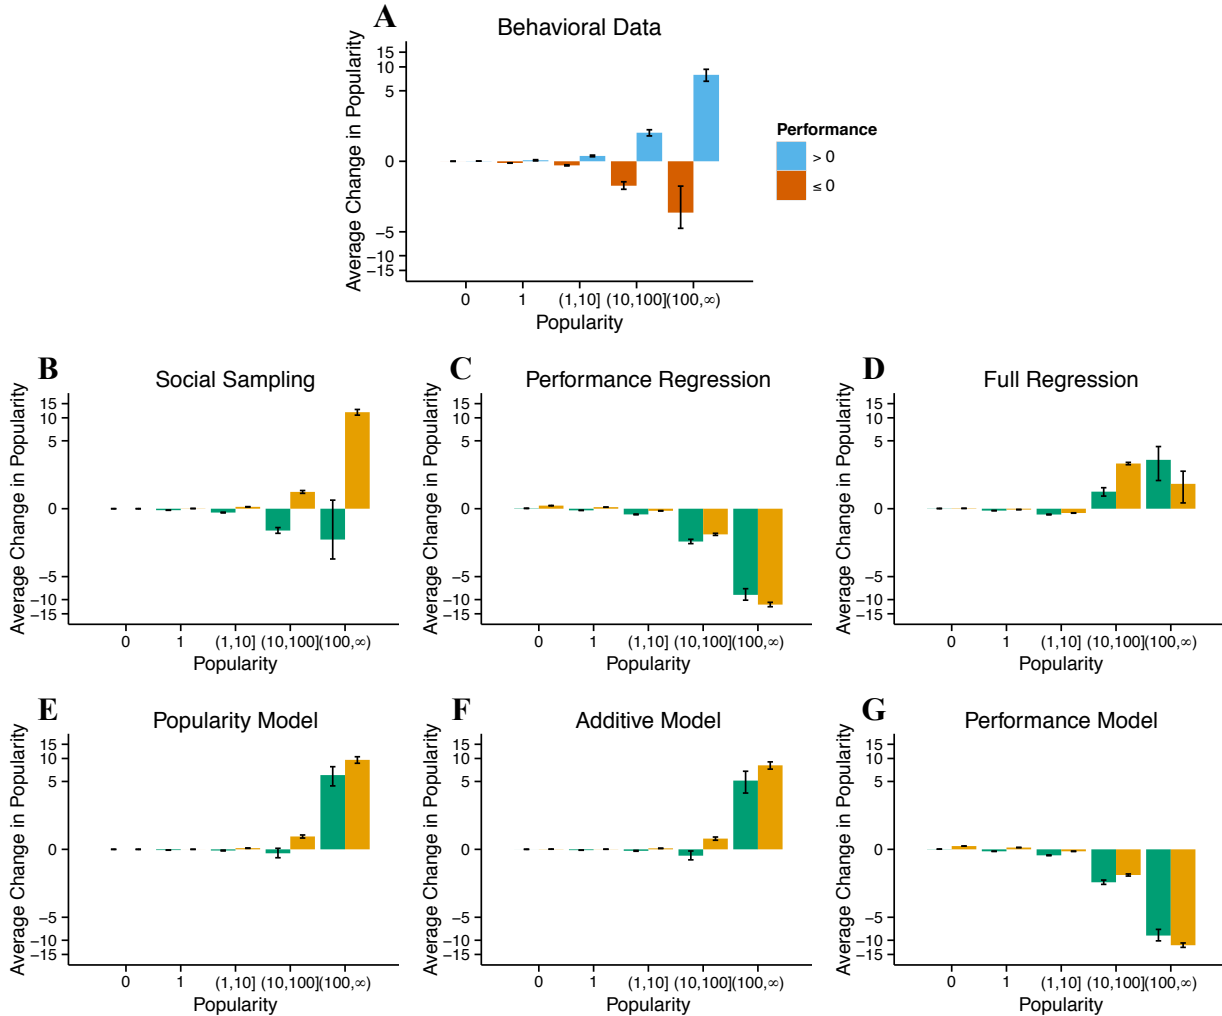 A
Behavioral Data
Average Change in Popularity
15
10
5
0
−5
−10
−15
0 1 (1,10] (10,100] (100,∞)
Popularity
Performance
> 0
≤ 0
B
Social Sampling
Average Change in Popularity
15
10
5
0
−5
−10
−15
0 1 (1,10] (10,100] (100,∞)
Popularity
C
Performance Regression
Average Change in Popularity
15
10
5
0
−5
−10
−15
0 1 (1,10] (10,100] (100,∞)
Popularity
D
Full Regression
Average Change in Popularity
15
10
5
0
−5
−10
−15
0 1 (1,10] (10,100] (100,∞)
Popularity
E
Popularity Model
Average Change in Popularity
15
10
5
0
−5
−10
−15
0 1 (1,10] (10,100] (100,∞)
Popularity
F
Additive Model
Average Change in Popularity
15
10
5
0
−5
−10
−15
0 1 (1,10] (10,100] (100,∞)
Popularity
G
Performance Model
Average Change in Popularity
15
10
5
0
−5
−10
−15
0 1 (1,10] (10,100] (100,∞)
Popularity